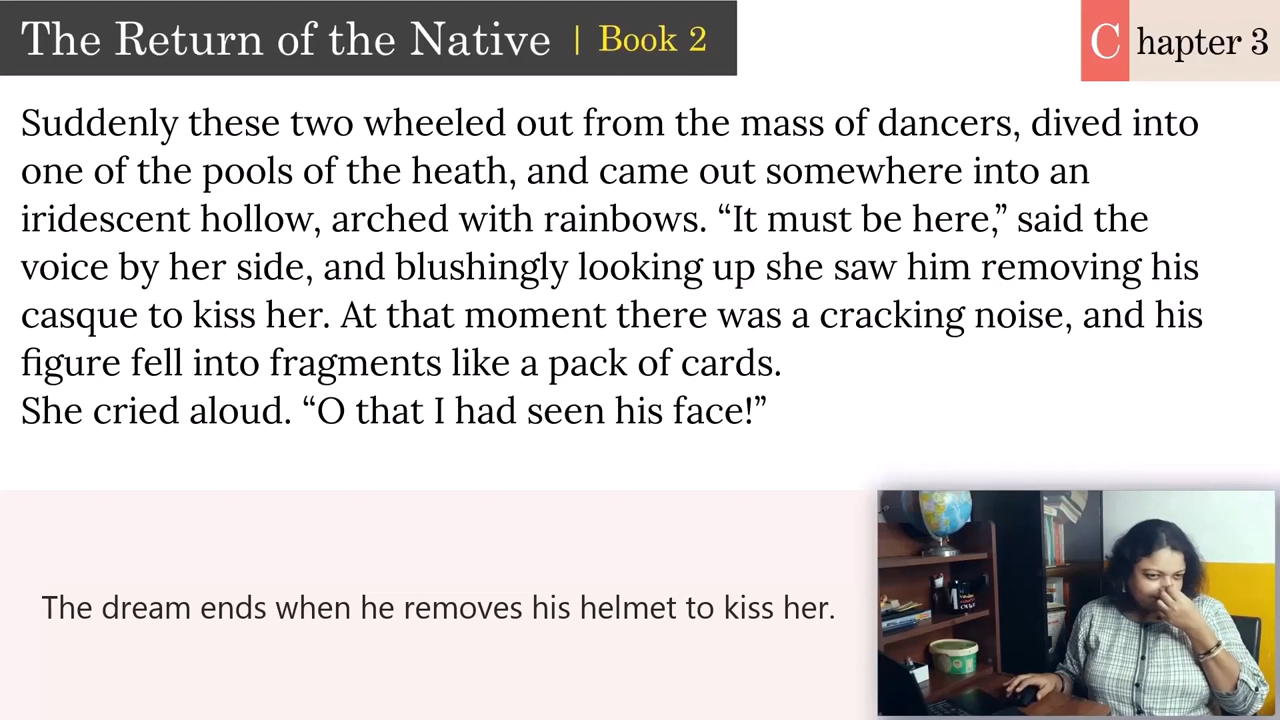 The Return of the Native | Book 2
Chapter 3
Suddenly these two wheeled out from the mass of dancers, dived into
one of the pools of the heath, and came out somewhere into an
iridescent hollow, arched with rainbows. “It must be here,” said the
voice by her side, and blushingly looking up she saw him removing his
casque to kiss her. At that moment there was a cracking noise, and his
figure fell into fragments like a pack of cards.
She cried aloud. “O that I had seen his face!”
The dream ends when he removes his helmet to kiss her.